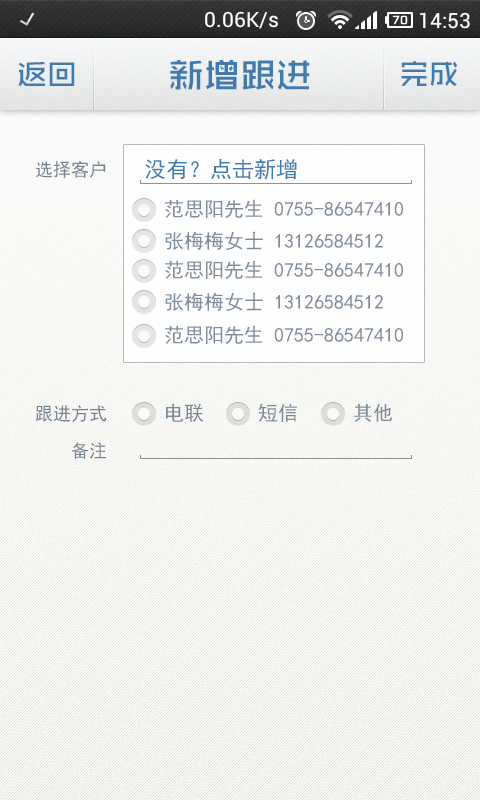 0.06K/s 70 14:53
返回 新增跟进 完成
选择客户 没有？点击新增
范思阳先生 0755-86547410
张梅梅女士 13126584512
范思阳先生 0755-86547410
张梅梅女士 13126584512
范思阳先生 0755-86547410
跟进方式 电联 短信 其他
备注